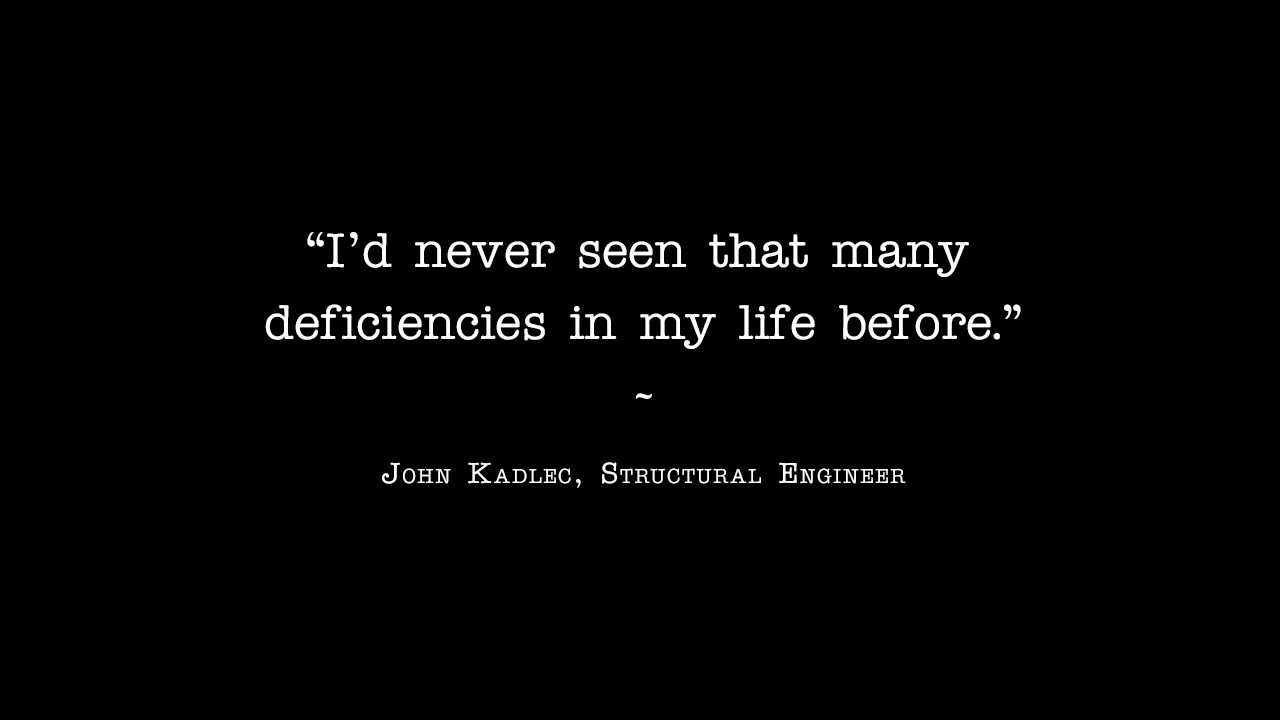 “I’d never seen that many
deficiencies in my life before.”
~
John Kadlec, Structural Engineer